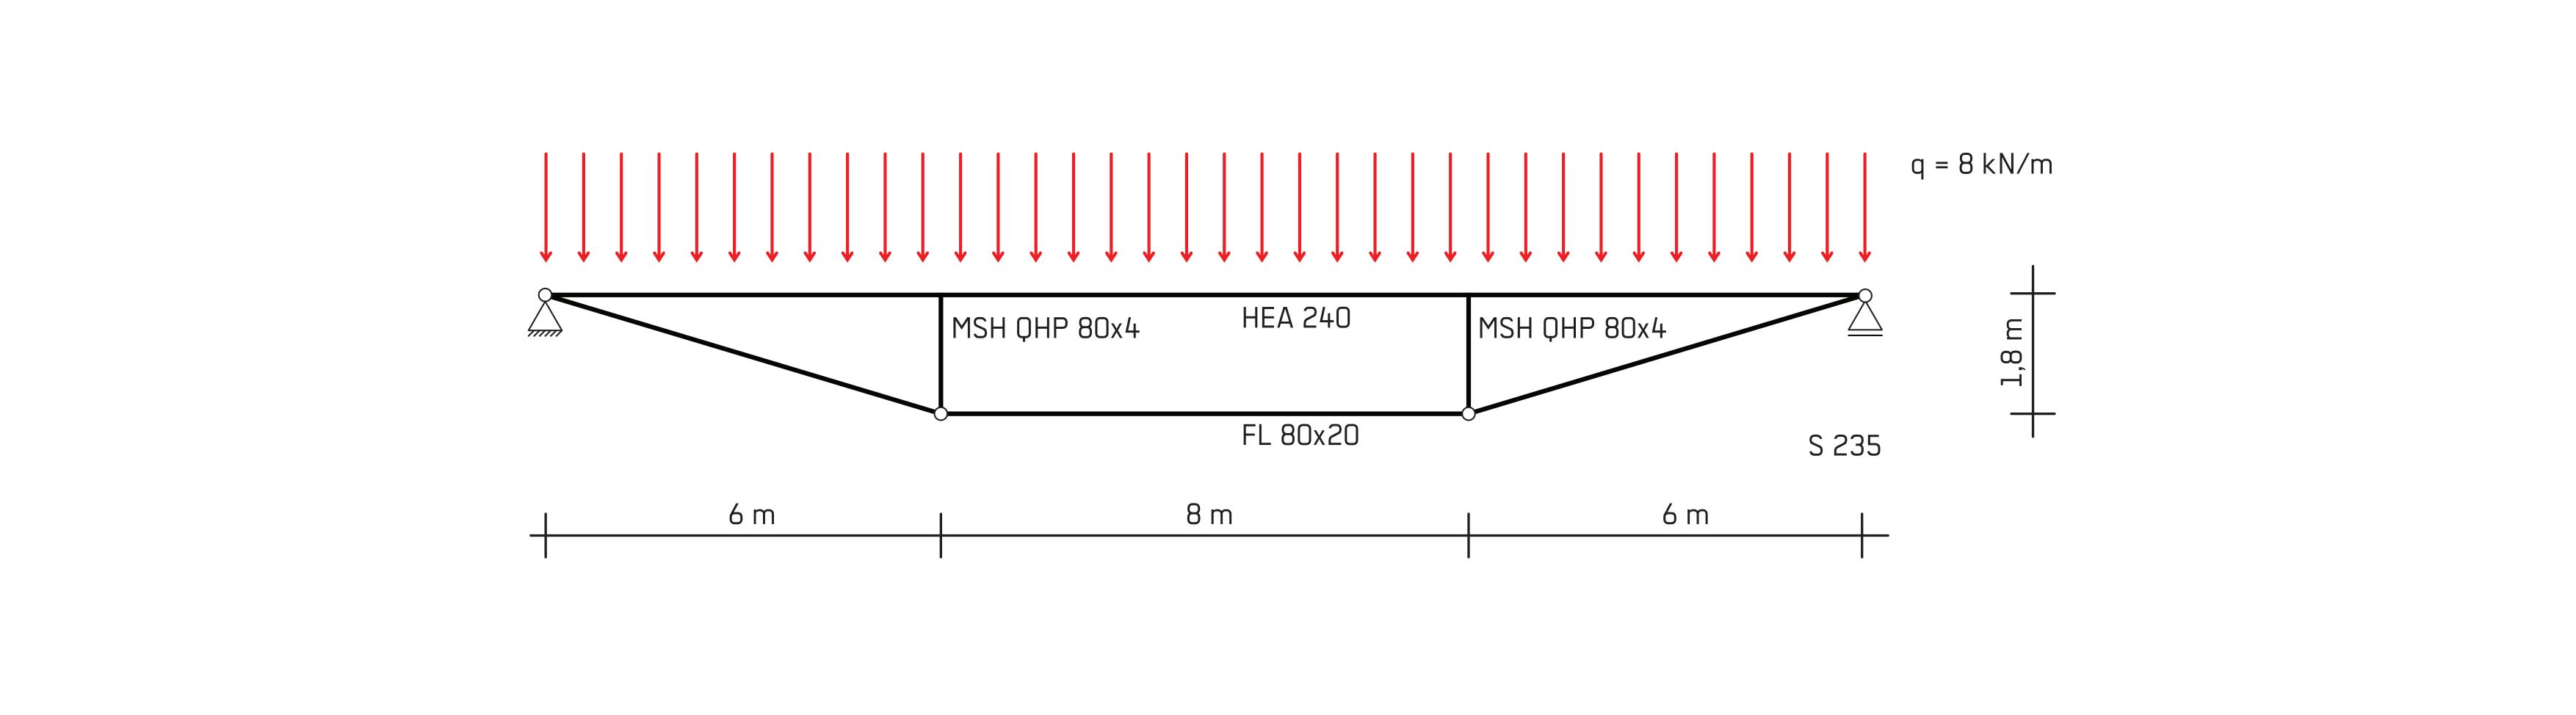 q = 8 kN/m
HEA 240
MSH QHP 80x4
MSH QHP 80x4
1,8 m
FL 80x20
S 235
6 m
8 m
6 m